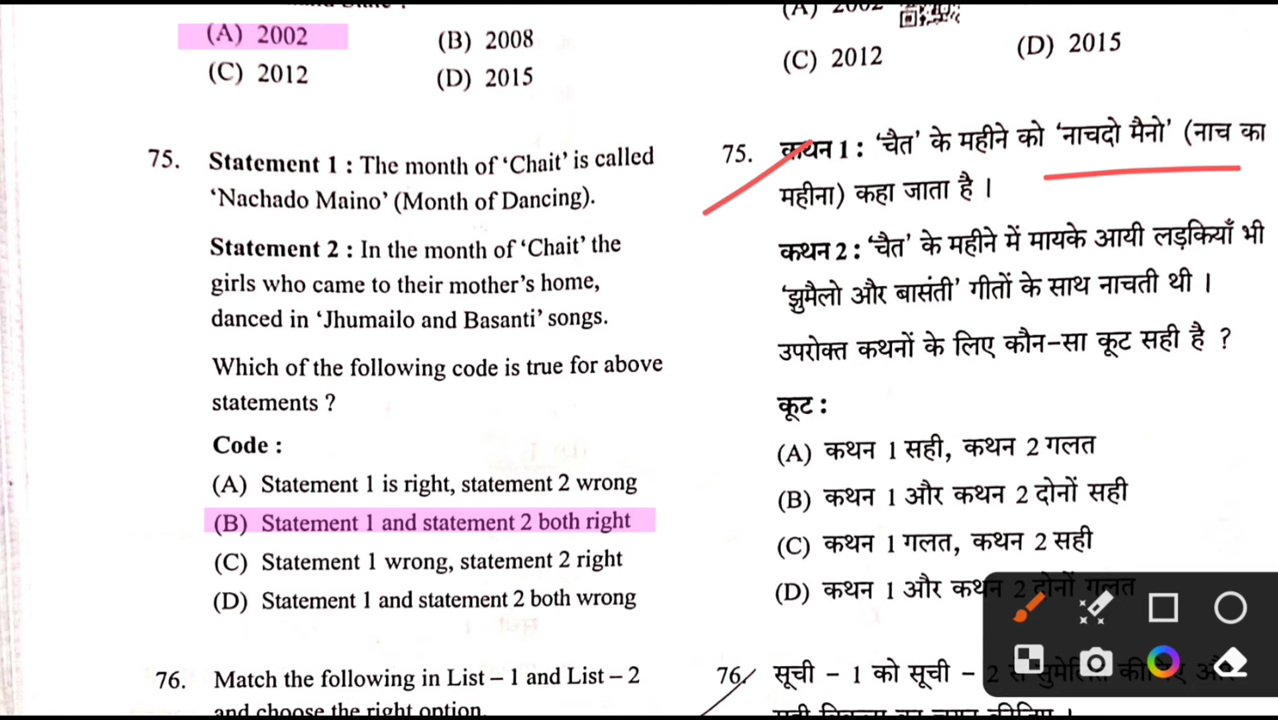 (A) 2002
(B) 2008
(C) 2012
(D) 2015
75. Statement 1 : The month of ‘Chait’ is called
‘Nachado Maino’ (Month of Dancing).
Statement 2 : In the month of ‘Chait’ the
girls who came to their mother’s home,
danced in ‘Jhumailo and Basanti’ songs.
Which of the following code is true for above
statements ?
Code :
(A) Statement 1 is right, statement 2 wrong
(B) Statement 1 and statement 2 both right
(C) Statement 1 wrong, statement 2 right
(D) Statement 1 and statement 2 both wrong
76. Match the following in List – 1 and List – 2
and choose the right option.
(A) 2002
(C) 2012
(D) 2015
75. कथन 1 : ‘चैत’ के महीने को ‘नाचदो मैनो’ (नाच का
महीना) कहा जाता है ।
कथन 2 : ‘चैत’ के महीने में मायके आयी लड़कियाँ भी
‘झुमैलो और बासंती’ गीतों के साथ नाचती थी ।
उपरोक्त कथनों के लिए कौन-सा कूट सही है ?
कूट :
(A) कथन 1 सही, कथन 2 गलत
(B) कथन 1 और कथन 2 दोनों सही
(C) कथन 1 गलत, कथन 2 सही
(D) कथन 1 और कथन 2 दोनों गलत
76. सूची – 1 को सूची – 2 से सुमेलित कीजिए और